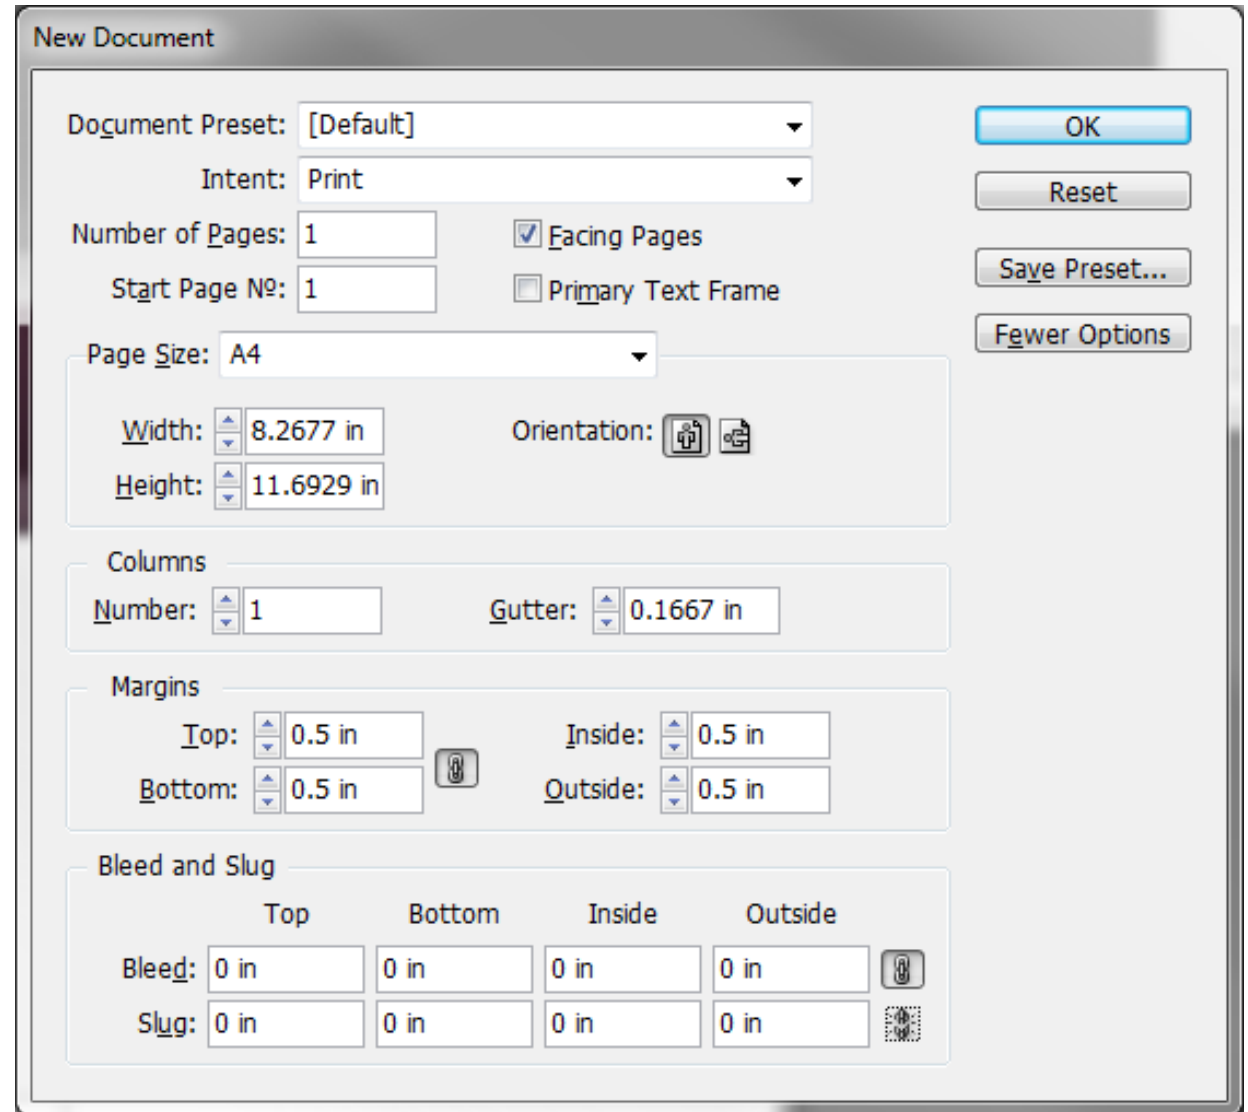 New Document
Document Preset: [Default] OK
Intent: Print Reset
Number of Pages: 1 Facing Pages
Start Page Nº: 1 Primary Text Frame
Save Preset...
Fewer Options
Page Size: A4
Width: 8.2677 in Orientation:
Height: 11.6929 in
Columns
Number: 1 Gutter: 0.1667 in
Margins
Top: 0.5 in Inside: 0.5 in
Bottom: 0.5 in Outside: 0.5 in
Bleed and Slug
Top Bottom Inside Outside
Bleed: 0 in 0 in 0 in 0 in
Slug: 0 in 0 in 0 in 0 in